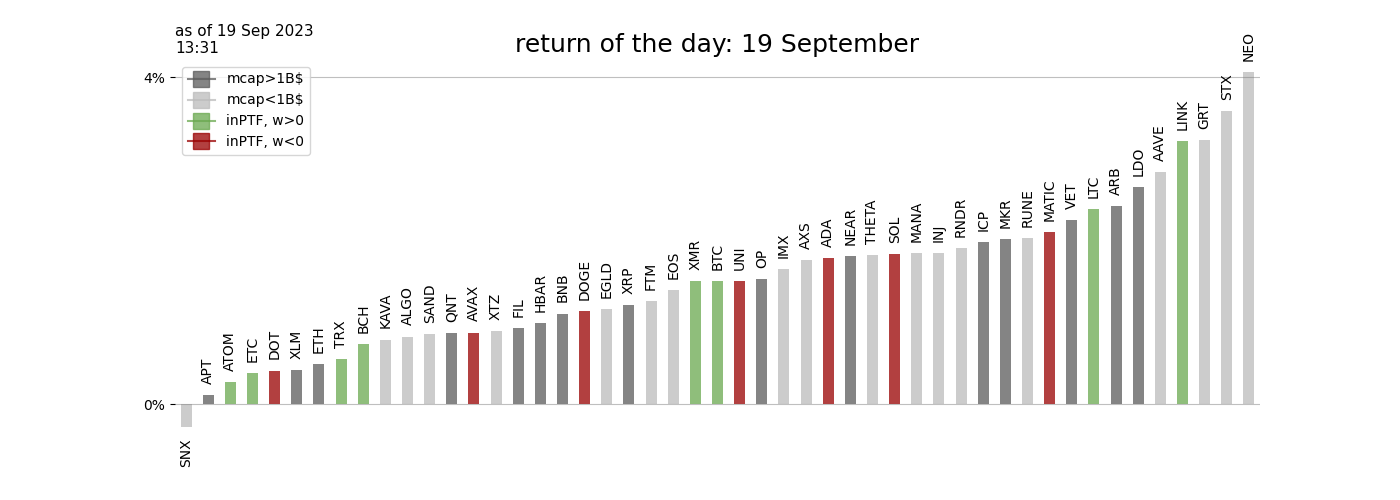 as of 19 Sep 2023
13:31
return of the day: 19 September
4%
0%
mcap>1B$
mcap<1B$
inPTF, w>0
inPTF, w<0
SNX
APT
ATOM
ETC
DOT
XLM
ETH
TRX
BCH
KAVA
ALGO
SAND
QNT
AVAX
XTZ
FIL
HBAR
BNB
DOGE
EGLD
XRP
FTM
EOS
XMR
BTC
UNI
OP
IMX
AXS
ADA
NEAR
THETA
SOL
MANA
INJ
RNDR
ICP
MKR
RUNE
MATIC
VET
LTC
ARB
LDO
AAVE
LINK
GRT
STX
NEO